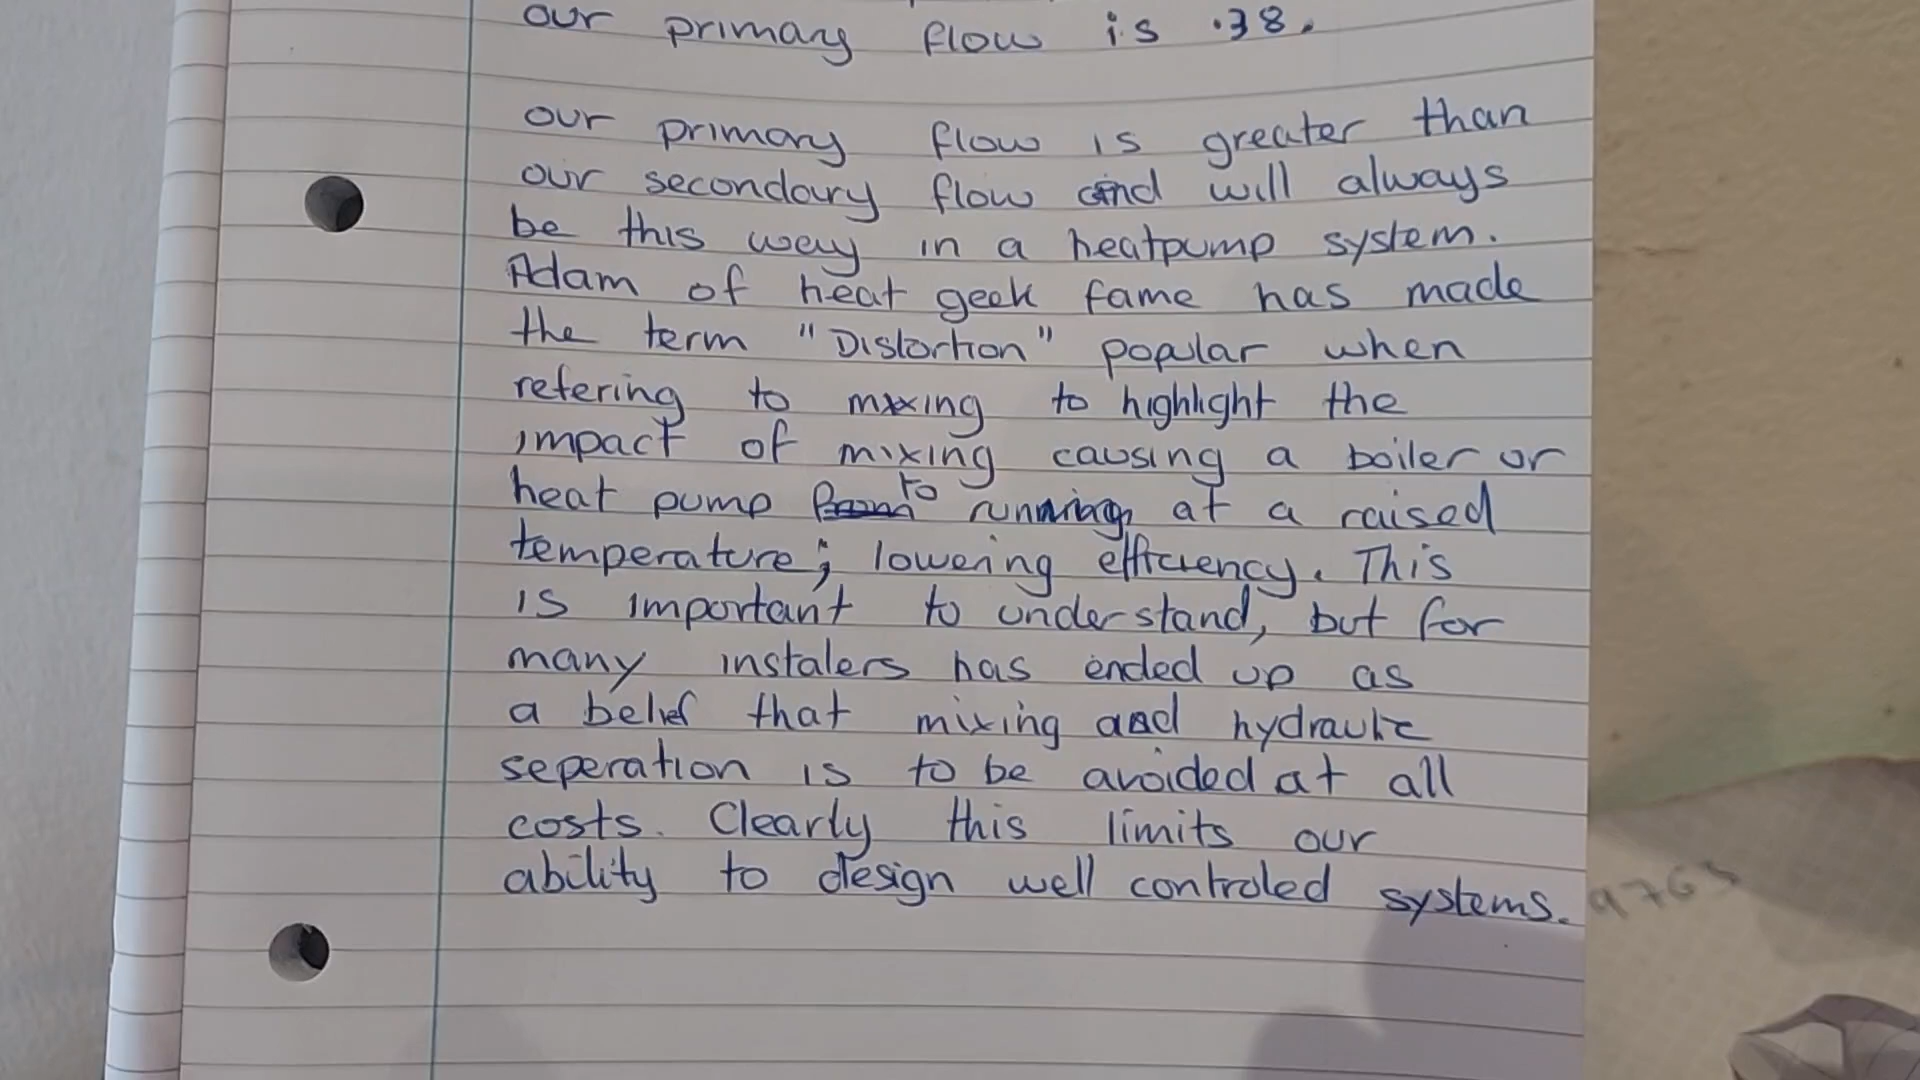 our primary flow is .38.
our primary flow is greater than
our secondary flow and will always
be this way in a heatpump system.
Adam of heat geek fame has made
the term "Distortion" popular when
refering to mixing to highlight the
impact of mixing causing a boiler or
heat pump to running at a raised
temperature; lowering efficiency. This
is important to understand, but for
many instalers has ended up as
a belief that mixing and hydraulic
seperation is to be avoided at all
costs. Clearly this limits our
ability to design well controled systems.